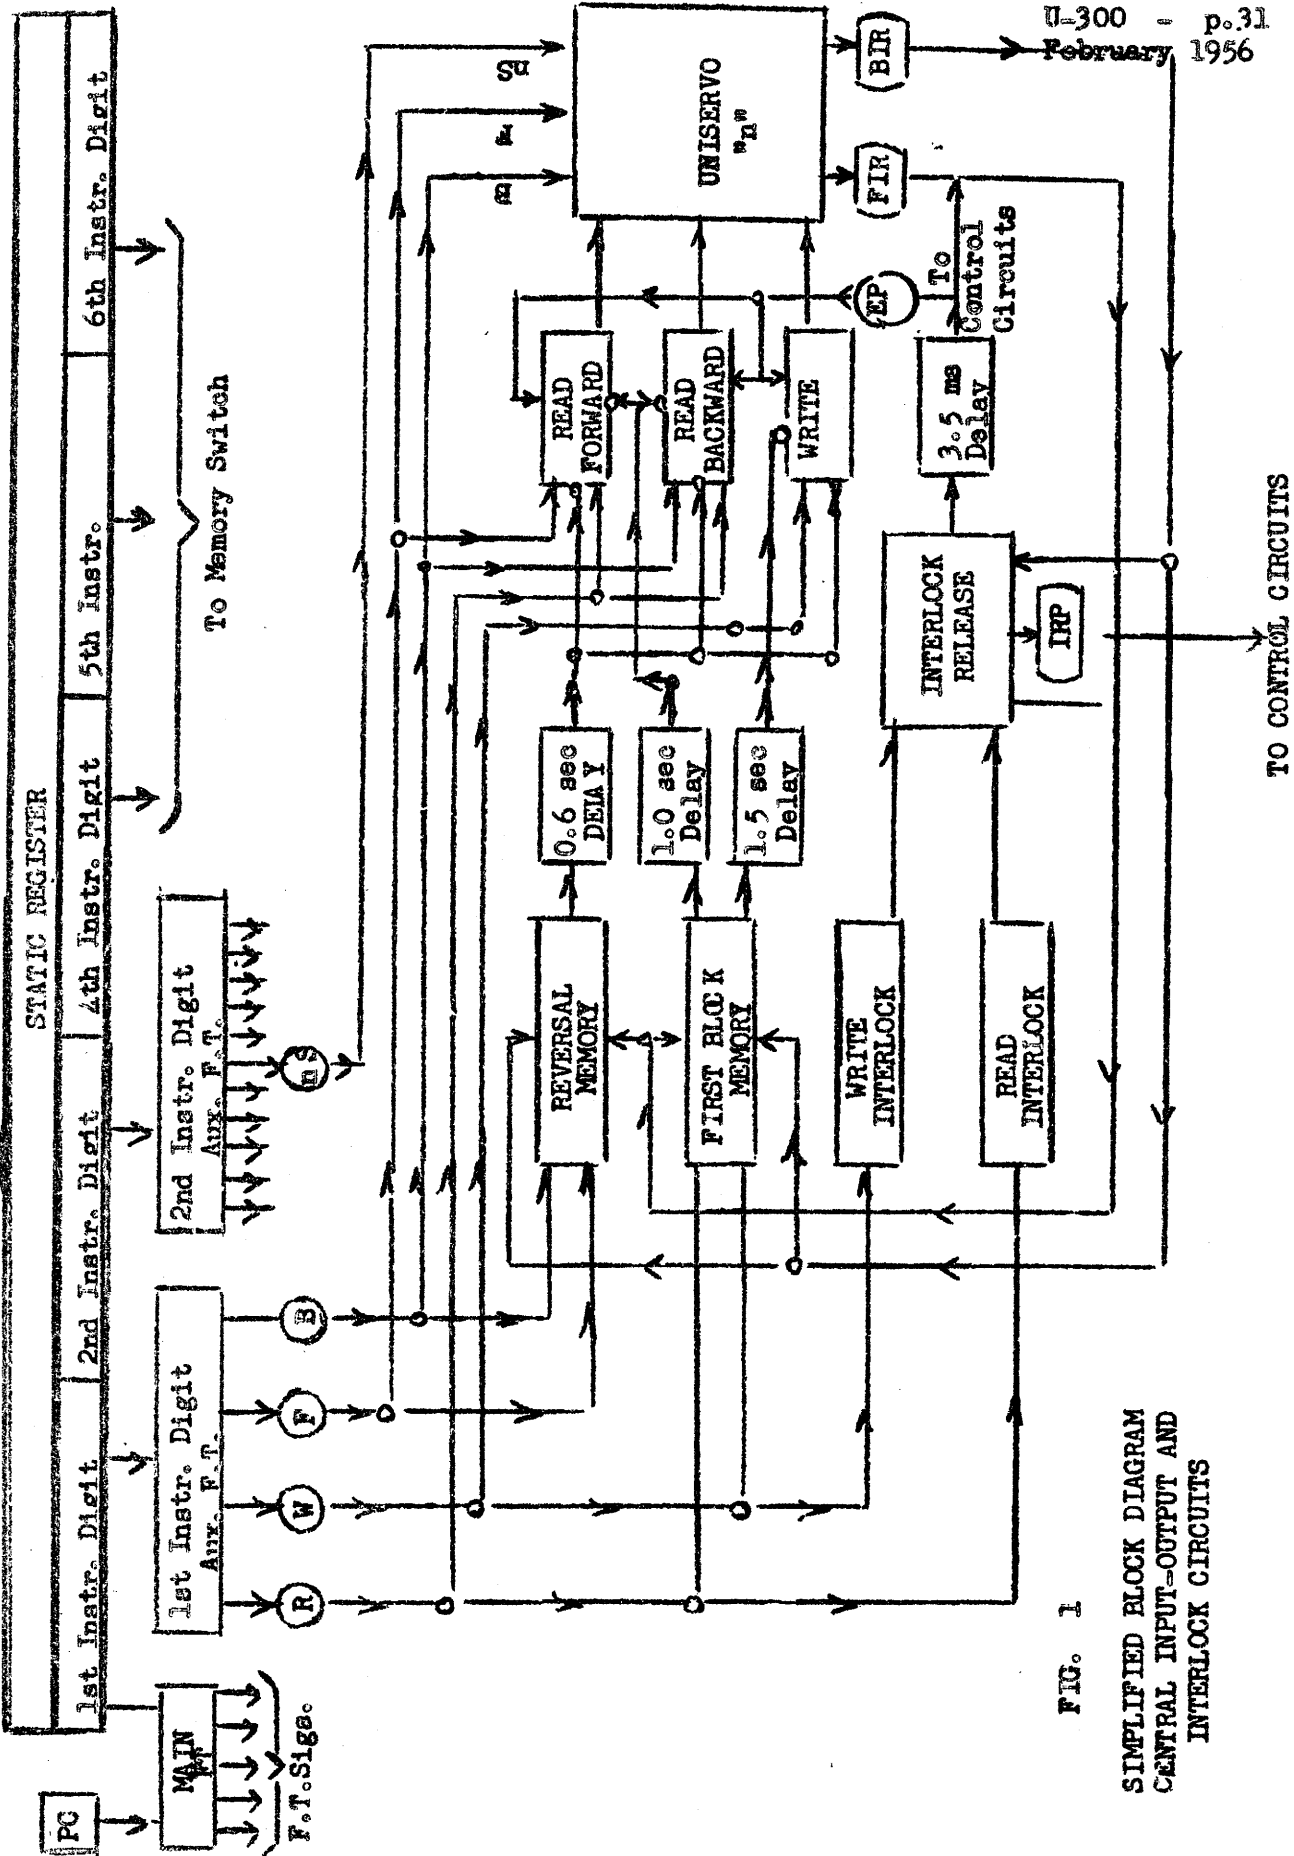 U-300 - p.31
February 1956
STATIC REGISTER
1st Instr. Digit
2nd Instr. Digit
4th Instr. Digit
5th Instr.
6th Instr. Digit
PC
MAIN
F.T.Sigs.
1st Instr. Digit
Aux. F.T.
2nd Instr. Digit
Aux. F.T.
To Memory Switch
R
W
F
B
nS
REVERSAL
MEMORY
FIRST BLOCK
MEMORY
WRITE
INTERLOCK
READ
INTERLOCK
0.6 sec
DELAY
1.0 sec
Delay
1.5 sec
Delay
INTERLOCK
RELEASE
IRP
READ
FORWARD
READ
BACKWARD
WRITE
3.5 ms
Delay
EP
To
Control
Circuits
B
F
nS
UNISERVO
"n"
FIR
BIR
TO CONTROL CIRCUITS
FIG. 1
SIMPLIFIED BLOCK DIAGRAM
CENTRAL INPUT-OUTPUT AND
INTERLOCK CIRCUITS